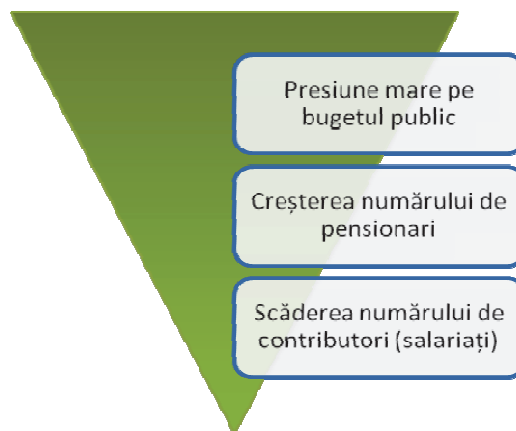 Presiune mare pe
bugetul public
Creșterea numărului de
pensionari
Scăderea numărului de
contributori (salariați)